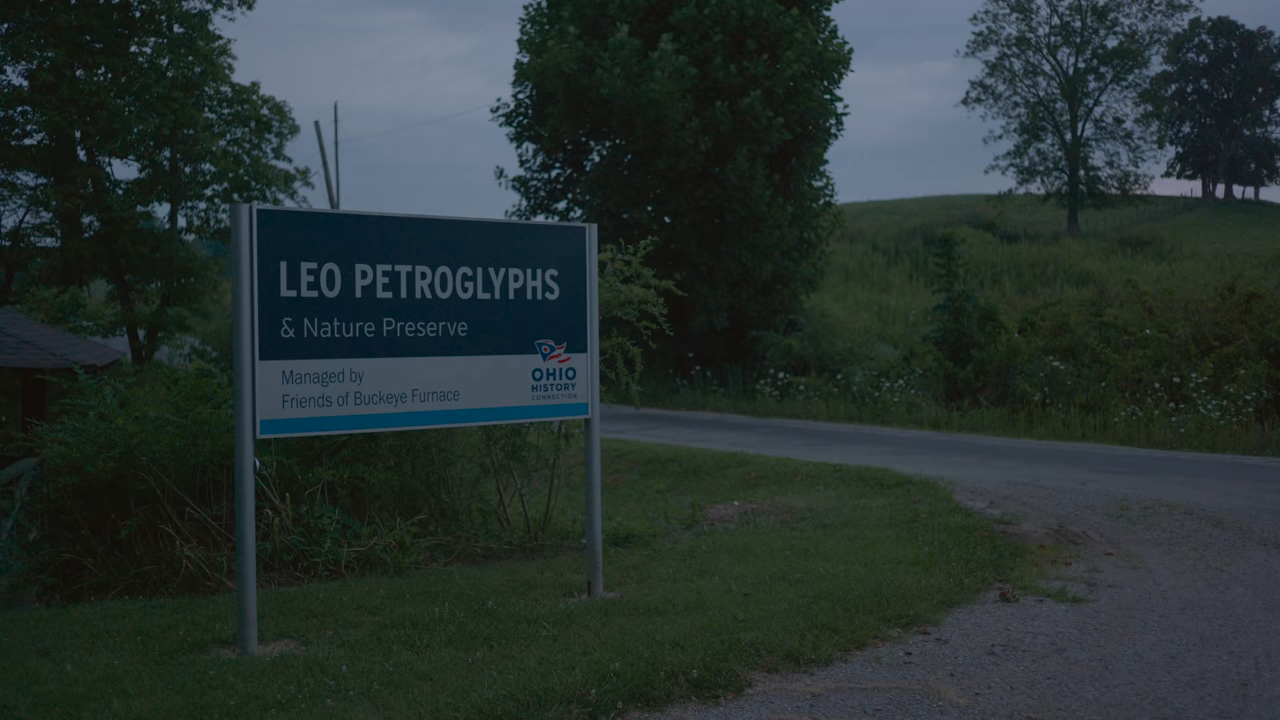 LEO PETROGLYPHS
& Nature Preserve
Managed by
Friends of Buckeye Furnace
OHIO
HISTORY
CONNECTION